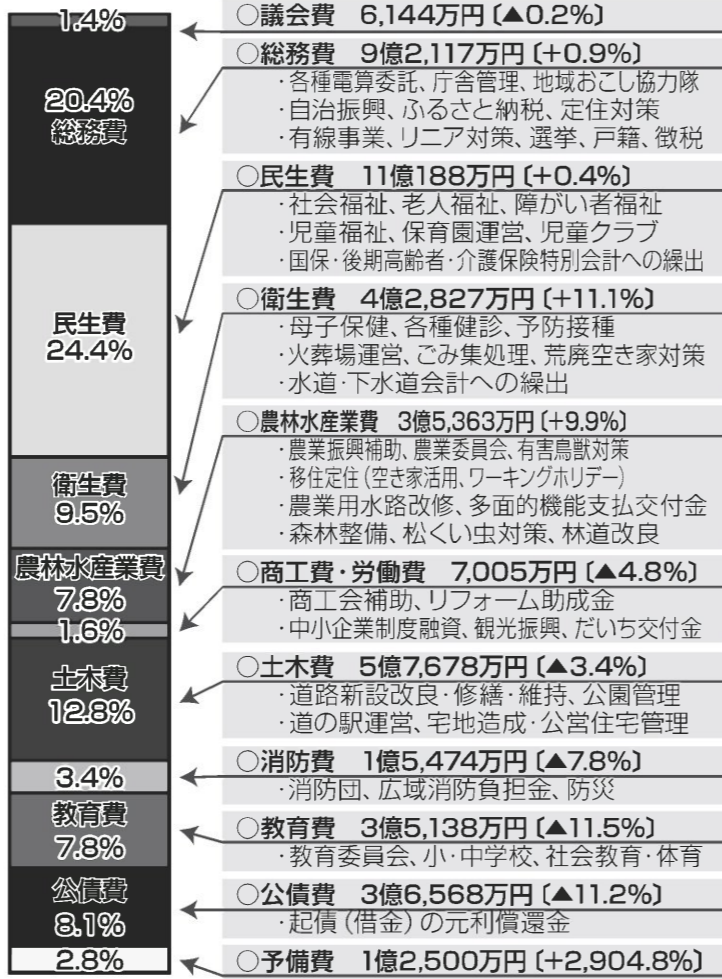 1.4%
20.4%
総務費
民生費
24.4%
衛生費
9.5%
農林水産業費
7.8%
1.6%
土木費
12.8%
3.4%
教育費
7.8%
公債費
8.1%
2.8%
○議会費 6,144万円〔▲0.2%〕
○総務費 9億2,117万円〔+0.9%〕
・各種電算委託、庁舎管理、地域おこし協力隊
・自治振興、ふるさと納税、定住対策
・有線事業、リニア対策、選挙、戸籍、徴税
○民生費 11億188万円〔+0.4%〕
・社会福祉、老人福祉、障がい者福祉
・児童福祉、保育園運営、児童クラブ
・国保・後期高齢者・介護保険特別会計への繰出
○衛生費 4億2,827万円〔+11.1%〕
・母子保健、各種健診、予防接種
・火葬場運営、ごみ集処理、荒廃空き家対策
・水道・下水道会計への繰出
○農林水産業費 3億5,363万円〔+9.9%〕
・農業振興補助、農業委員会、有害鳥獣対策
・移住定住(空き家活用、ワーキングホリデー)
・農業用水路改修、多面的機能支払交付金
・森林整備、松くい虫対策、林道改良
○商工費・労働費 7,005万円〔▲4.8%〕
・商工会補助、リフォーム助成金
・中小企業制度融資、観光振興、だいち交付金
○土木費 5億7,678万円〔▲3.4%〕
・道路新設改良・修繕・維持、公園管理
・道の駅運営、宅地造成・公営住宅管理
○消防費 1億5,474万円〔▲7.8%〕
・消防団、広域消防負担金、防災
○教育費 3億5,138万円〔▲11.5%〕
・教育委員会、小・中学校、社会教育・体育
○公債費 3億6,568万円〔▲11.2%〕
・起債(借金)の元利償還金
○予備費 1億2,500万円〔+2,904.8%〕